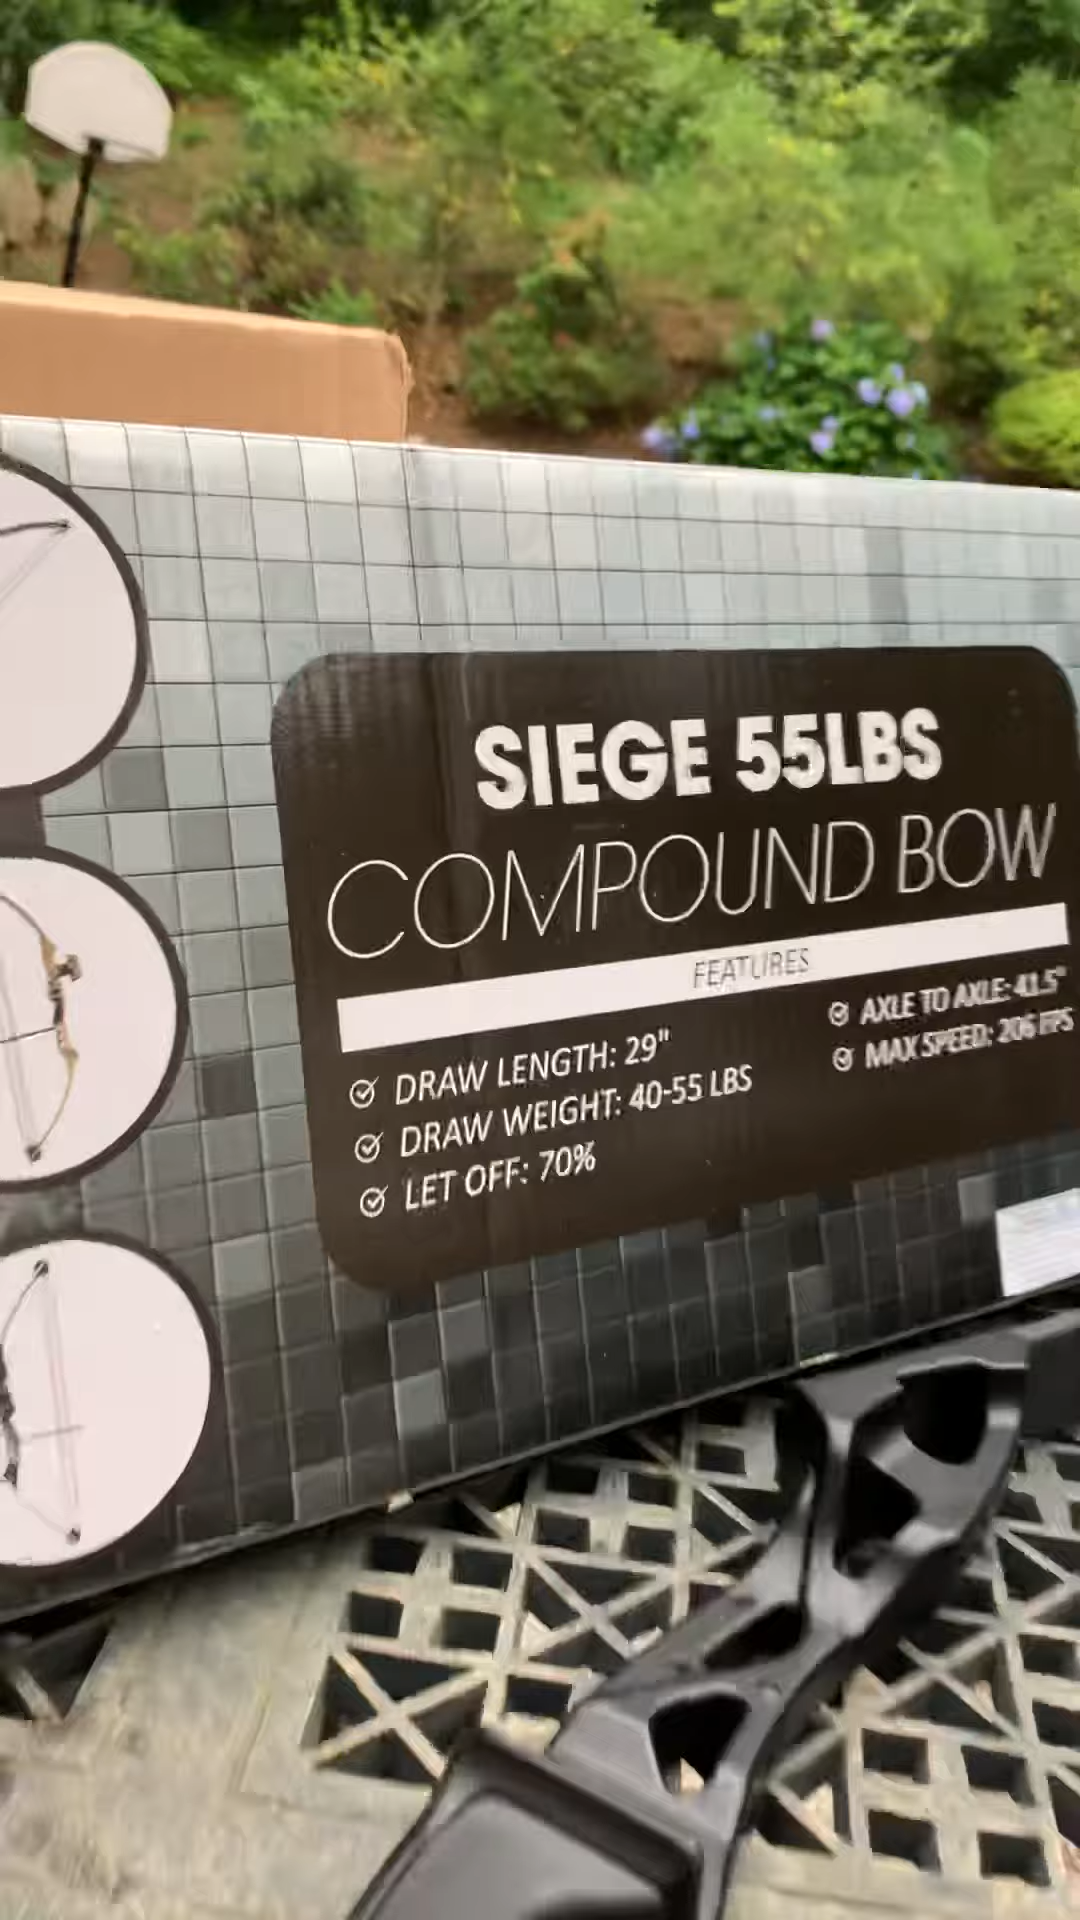 SIEGE 55LBS
COMPOUND BOW
FEATURES
DRAW LENGTH: 29"
DRAW WEIGHT: 40-55 LBS
LET OFF: 70%
AXLE TO AXLE: 41.5"
MAX SPEED: 206 FPS